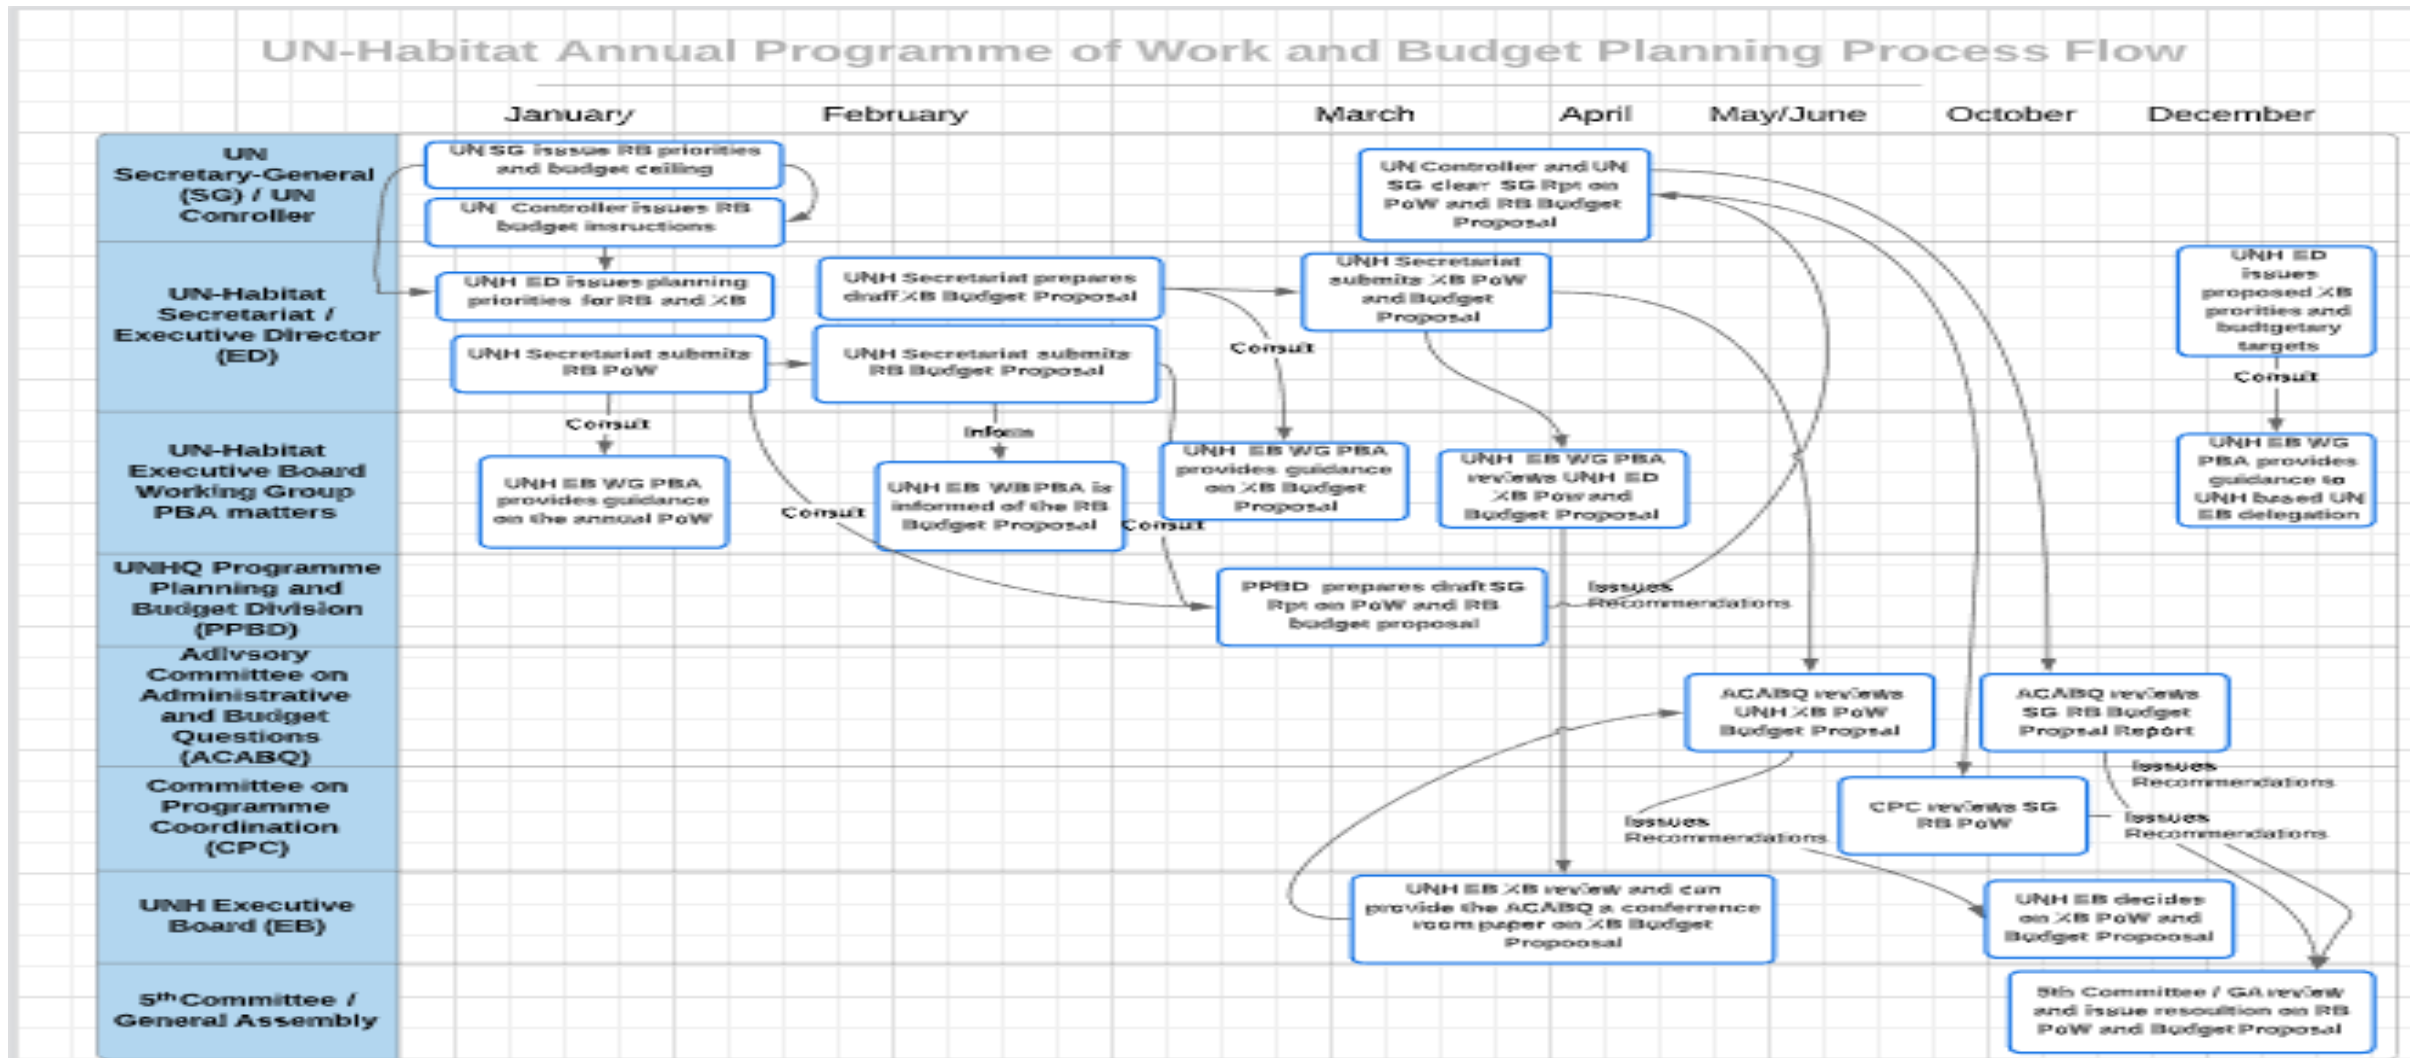 UN-Habitat Annual Programme of Work and Budget Planning Process Flow
January
February
March
April
May/June
October
December
UN
Secretary-General
(SG) / UN
Conroller
UN SG isssue RB priorities
and budget ceiling
UN Controller issues RB
budget insructions
UN Controller and UN
SG clear SG Rpt on
PoW and RB Budget
Proposal
UN-Habitat
Secretariat /
Executive Director
(ED)
UNH ED issues planning
priorities for RB and XB
UNH Secretariat submits
RB PoW
UNH Secretariat prepares
draft XB Budget Proposal
UNH Secretariat submits
RB Budget Proposal
UNH Secretariat
submits XB PoW
and Budget
Proposal
UNH ED
issues
proposed XB
prorities and
budtgetary
targets
Consult
Consult
Consult
Inform
UN-Habitat
Executive Board
Working Group
PBA matters
UNH EB WG PBA
provides guidance
on the annual PoW
Consult
UNH EB WB PBA is
informed of the RB
Budget Proposal
Consult
UNH EB WG PBA
provides guidance
on XB Budget
Proposal
UNH EB WG PBA
reviews UNH ED
XB Pow and
Budget Proposal
UNH EB WG
PBA provides
guidance to
UNH based UN
EB delegation
UNHQ Programme
Planning and
Budget Division
(PPBD)
PPBD prepares draft SG
Rpt on PoW and RB
budget proposal
Issues
Recommendations
Adivsory
Committee on
Administrative
and Budget
Questions
(ACABQ)
ACABQ reviews
UNH XB PoW
Budget Propsal
ACABQ reviews
SG RB Budget
Propsal Report
Issues
Recommendations
Committee on
Programme
Coordination
(CPC)
Issues
Recommendations
CPC reviews SG
RB PoW
Issues
Recommendations
UNH Executive
Board (EB)
UNH EB XB review and can
provide the ACABQ a conferrence
room paper on XB Budget
Propoosal
UNH EB decides
on XB PoW and
Budget Propoosal
5th Committee /
General Assembly
5th Committee / GA review
and issue resoultion on RB
PoW and Budget Proposal